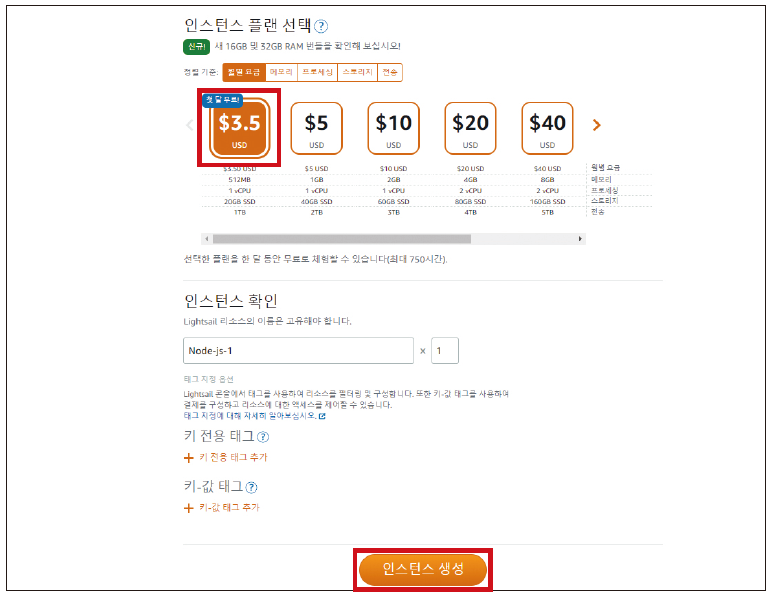 인스턴스 플랜 선택 ?
신규! 새 16GB 및 32GB RAM 번들을 확인해 보십시오!
정렬 기준: 월별 요금 메모리 프로세싱 스토리지 전송
첫 달 무료!
$3.5 USD
$5 USD
$10 USD
$20 USD
$40 USD
$3.50 USD $5 USD $10 USD $20 USD $40 USD 월별 요금
512MB 1GB 2GB 4GB 8GB 메모리
1 vCPU 1 vCPU 1 vCPU 2 vCPU 2 vCPU 프로세싱
20GB SSD 40GB SSD 60GB SSD 80GB SSD 160GB SSD 스토리지
1TB 2TB 3TB 4TB 5TB 전송
선택한 플랜을 한 달 동안 무료로 체험할 수 있습니다(최대 750시간).
인스턴스 확인
Lightsail 리소스의 이름은 고유해야 합니다.
Node-js-1 x 1
태그 지정 옵션
Lightsail 콘솔에서 태그를 사용하여 리소스를 필터링 및 구성합니다. 또한 키-값 태그를 사용하여
결제를 구성하고 리소스에 대한 액세스를 제어할 수 있습니다.
태그 지정에 대해 자세히 알아보십시오.
키 전용 태그 ?
+ 키 전용 태그 추가
키-값 태그 ?
+ 키-값 태그 추가
인스턴스 생성